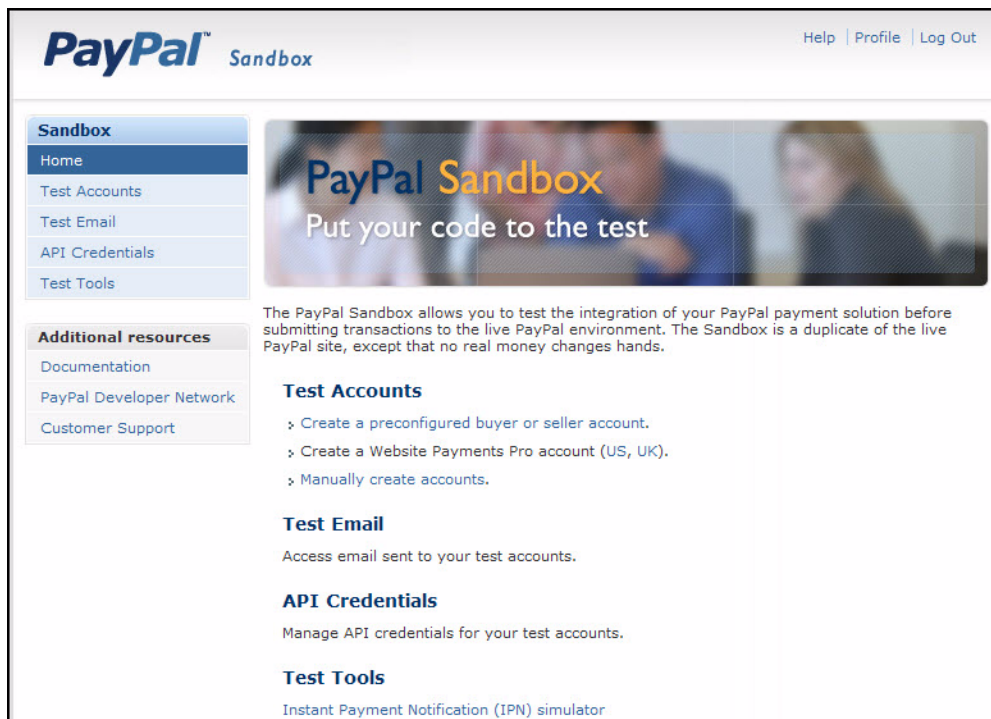 PayPal™ Sandbox
Help | Profile | Log Out
Sandbox
Home
Test Accounts
Test Email
API Credentials
Test Tools
Additional resources
Documentation
PayPal Developer Network
Customer Support
PayPal Sandbox
Put your code to the test
The PayPal Sandbox allows you to test the integration of your PayPal payment solution before
submitting transactions to the live PayPal environment. The Sandbox is a duplicate of the live
PayPal site, except that no real money changes hands.
Test Accounts
Create a preconfigured buyer or seller account.
Create a Website Payments Pro account (US, UK).
Manually create accounts.
Test Email
Access email sent to your test accounts.
API Credentials
Manage API credentials for your test accounts.
Test Tools
Instant Payment Notification (IPN) simulator